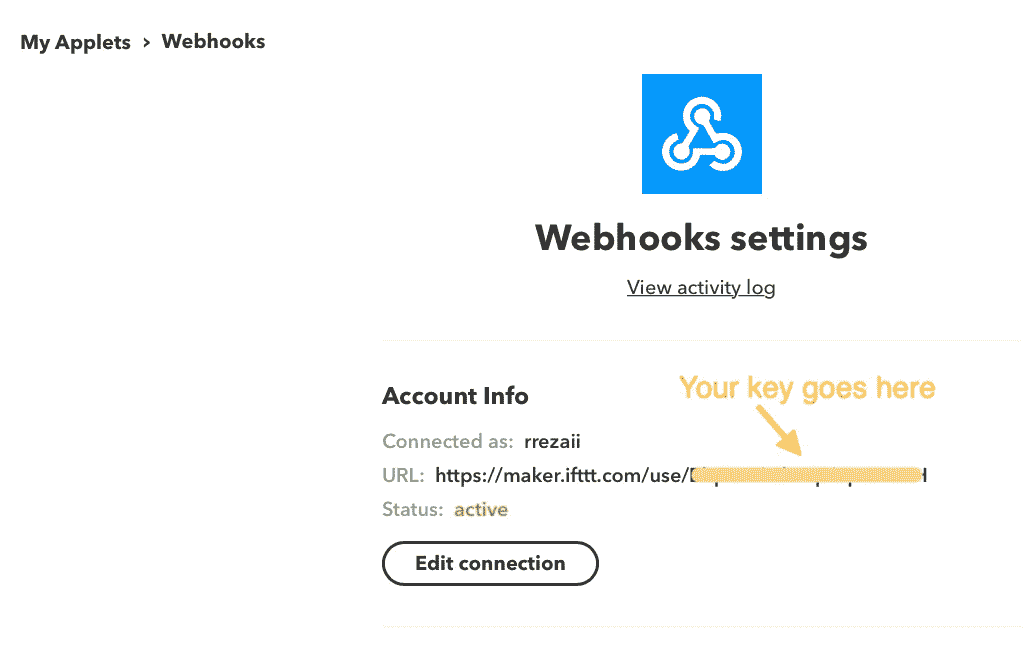 My Applets › Webhooks
Webhooks settings
View activity log
Account Info
Your key goes here
Connected as: rrezaii
URL: https://maker.ifttt.com/use/
Status: active
Edit connection